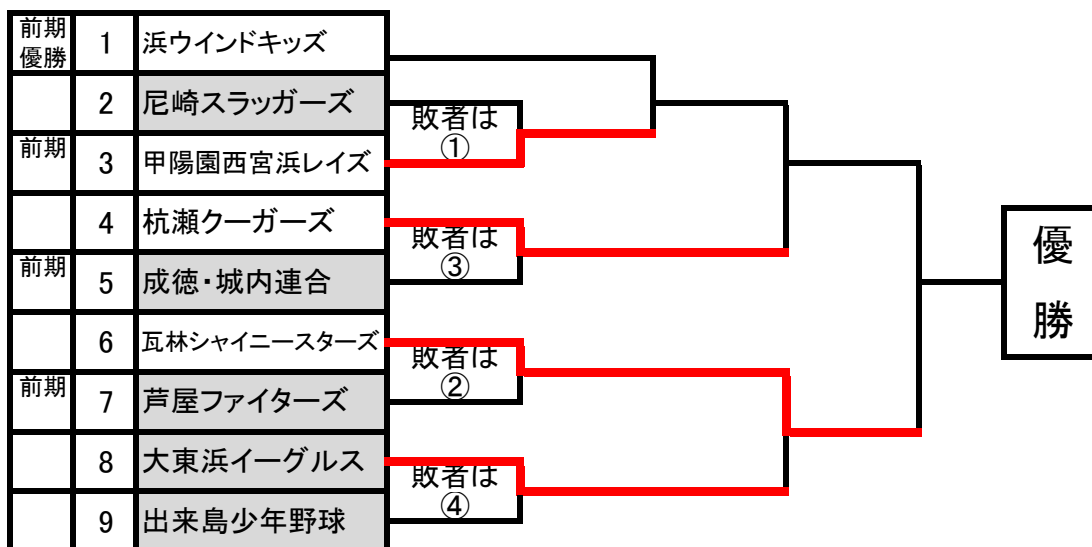 前期
優勝
1
浜ウインドキッズ
2
尼崎スラッガーズ
敗者は
①
前期
3
甲陽園西宮浜レイズ
4
杭瀬クーガーズ
敗者は
③
前期
5
成徳・城内連合
6
瓦林シャイニースターズ
敗者は
②
前期
7
芦屋ファイターズ
8
大東浜イーグルス
敗者は
④
9
出来島少年野球
優
勝